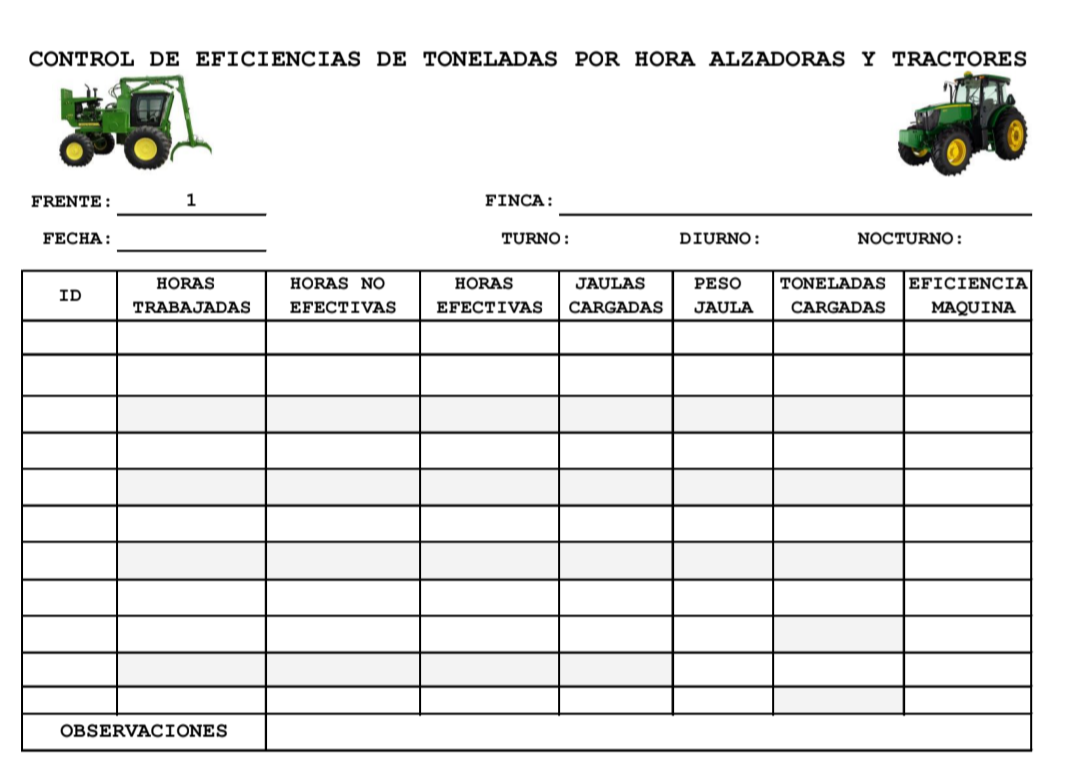 CONTROL DE EFICIENCIAS DE TONELADAS POR HORA ALZADORAS Y TRACTORES
FRENTE: 1 FINCA:
FECHA: TURNO: DIURNO: NOCTURNO:
ID
HORAS
TRABAJADAS
HORAS NO
EFECTIVAS
HORAS
EFECTIVAS
JAULAS
CARGADAS
PESO
JAULA
TONELADAS
CARGADAS
EFICIENCIA
MAQUINA
OBSERVACIONES